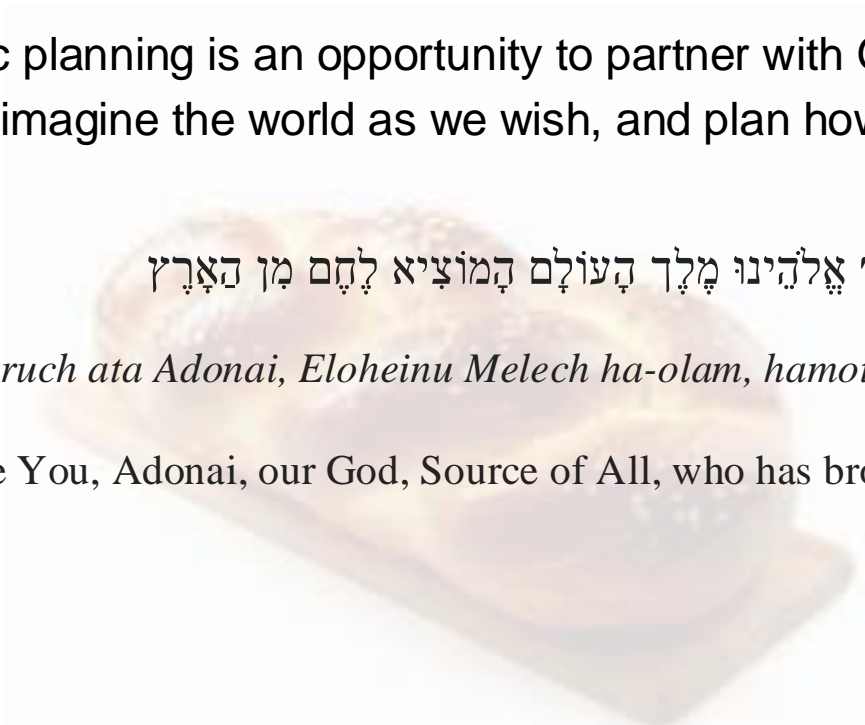 c planning is an opportunity to partner with
imagine the world as we wish, and plan how
אֱלֹהֵינוּ מֶלֶך הָעוֹלָם הָמוֹצִיא לֶחֶם מִן הַאָרֶץ
ruch ata Adonai, Eloheinu Melech ha-olam, hamot
e You, Adonai, our God, Source of All, who has bro